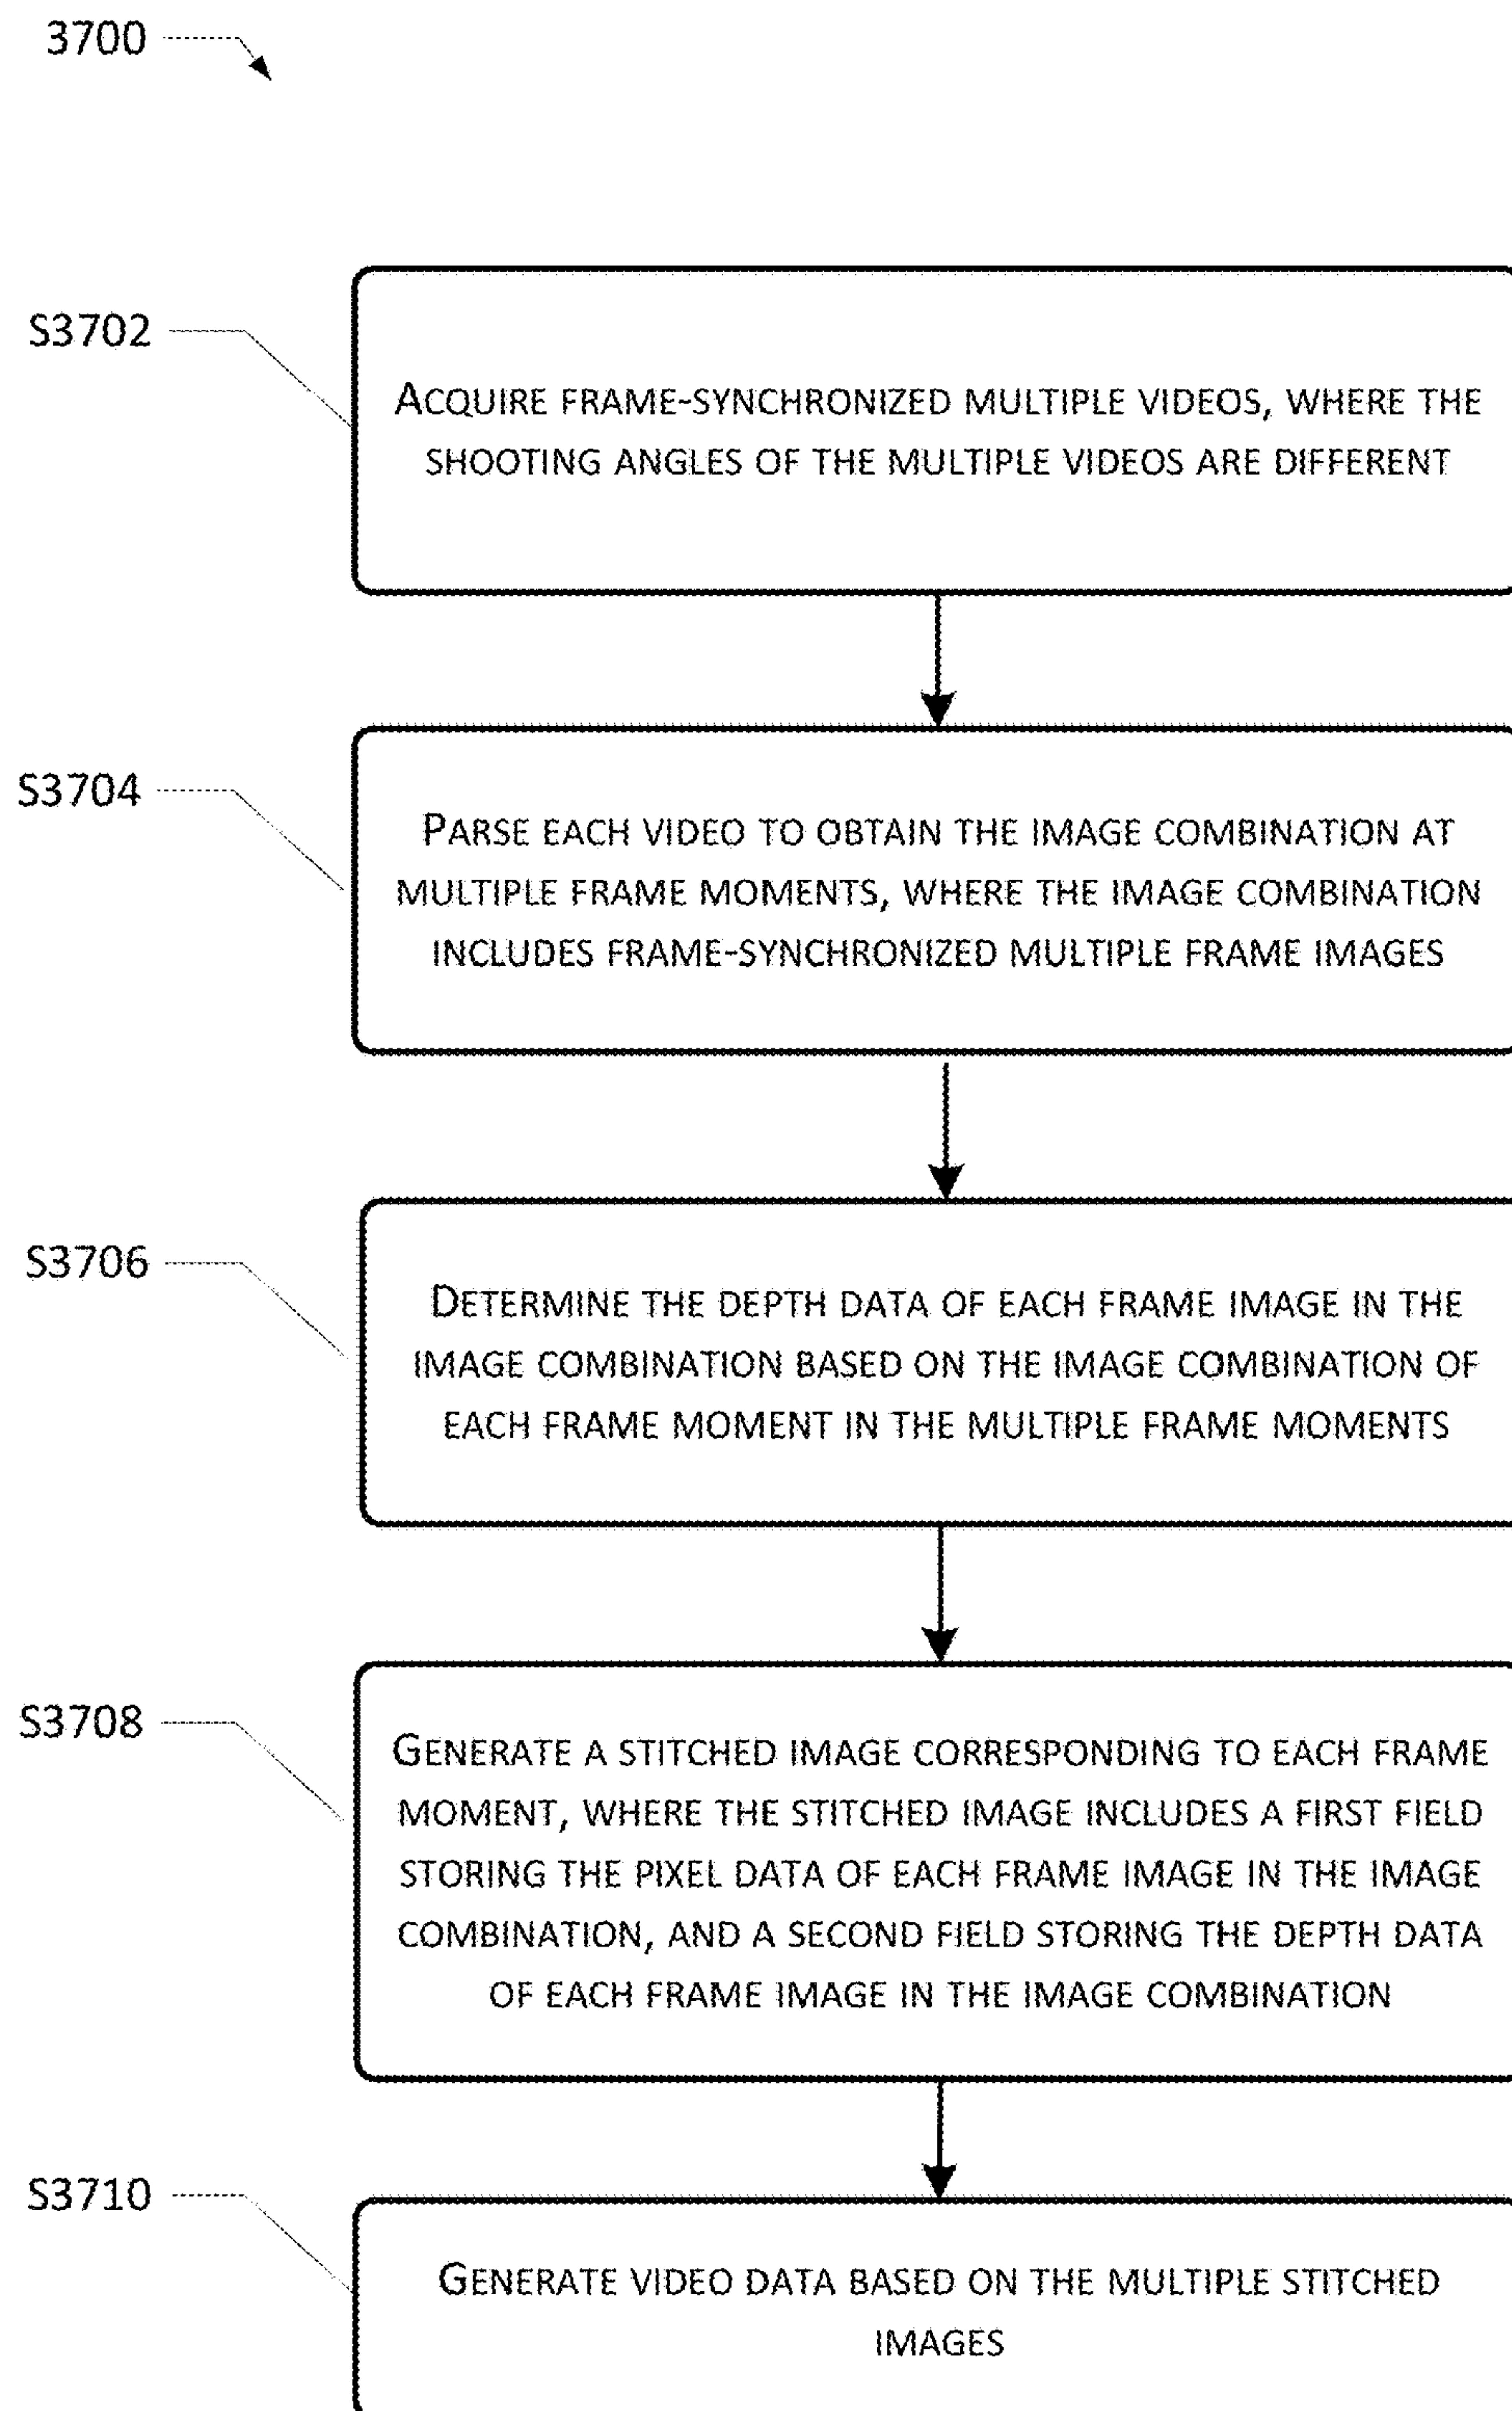 3700
S3702
ACQUIRE FRAME-SYNCHRONIZED MULTIPLE VIDEOS, WHERE THE
SHOOTING ANGLES OF THE MULTIPLE VIDEOS ARE DIFFERENT
S3704
PARSE EACH VIDEO TO OBTAIN THE IMAGE COMBINATION AT
MULTIPLE FRAME MOMENTS, WHERE THE IMAGE COMBINATION
INCLUDES FRAME-SYNCHRONIZED MULTIPLE FRAME IMAGES
S3706
DETERMINE THE DEPTH DATA OF EACH FRAME IMAGE IN THE
IMAGE COMBINATION BASED ON THE IMAGE COMBINATION OF
EACH FRAME MOMENT IN THE MULTIPLE FRAME MOMENTS
S3708
GENERATE A STITCHED IMAGE CORRESPONDING TO EACH FRAME
MOMENT, WHERE THE STITCHED IMAGE INCLUDES A FIRST FIELD
STORING THE PIXEL DATA OF EACH FRAME IMAGE IN THE IMAGE
COMBINATION, AND A SECOND FIELD STORING THE DEPTH DATA
OF EACH FRAME IMAGE IN THE IMAGE COMBINATION
S3710
GENERATE VIDEO DATA BASED ON THE MULTIPLE STITCHED
IMAGES